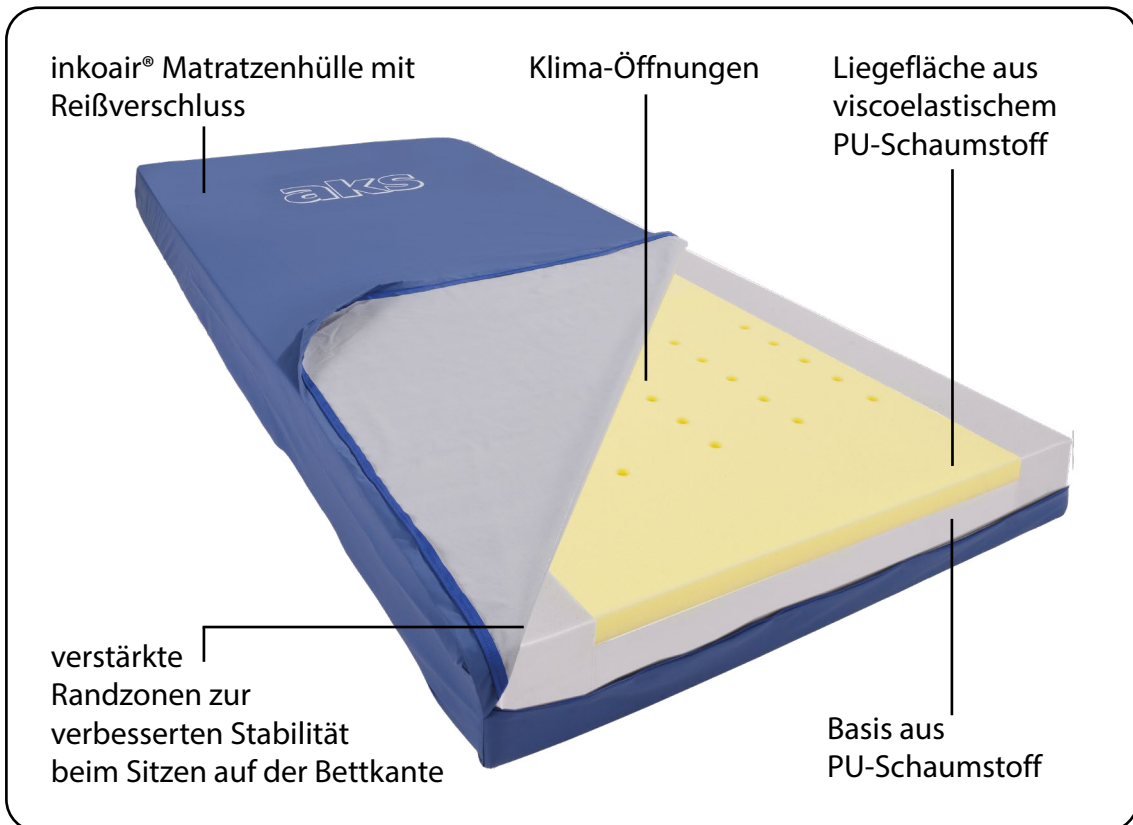 inkoair® Matratzenhülle mit
Reißverschluss
Klima-Öffnungen
Liegefläche aus
viscoelastischem
PU-Schaumstoff
aks
verstärkte
Randzonen zur
verbesserten Stabilität
beim Sitzen auf der Bettkante
Basis aus
PU-Schaumstoff